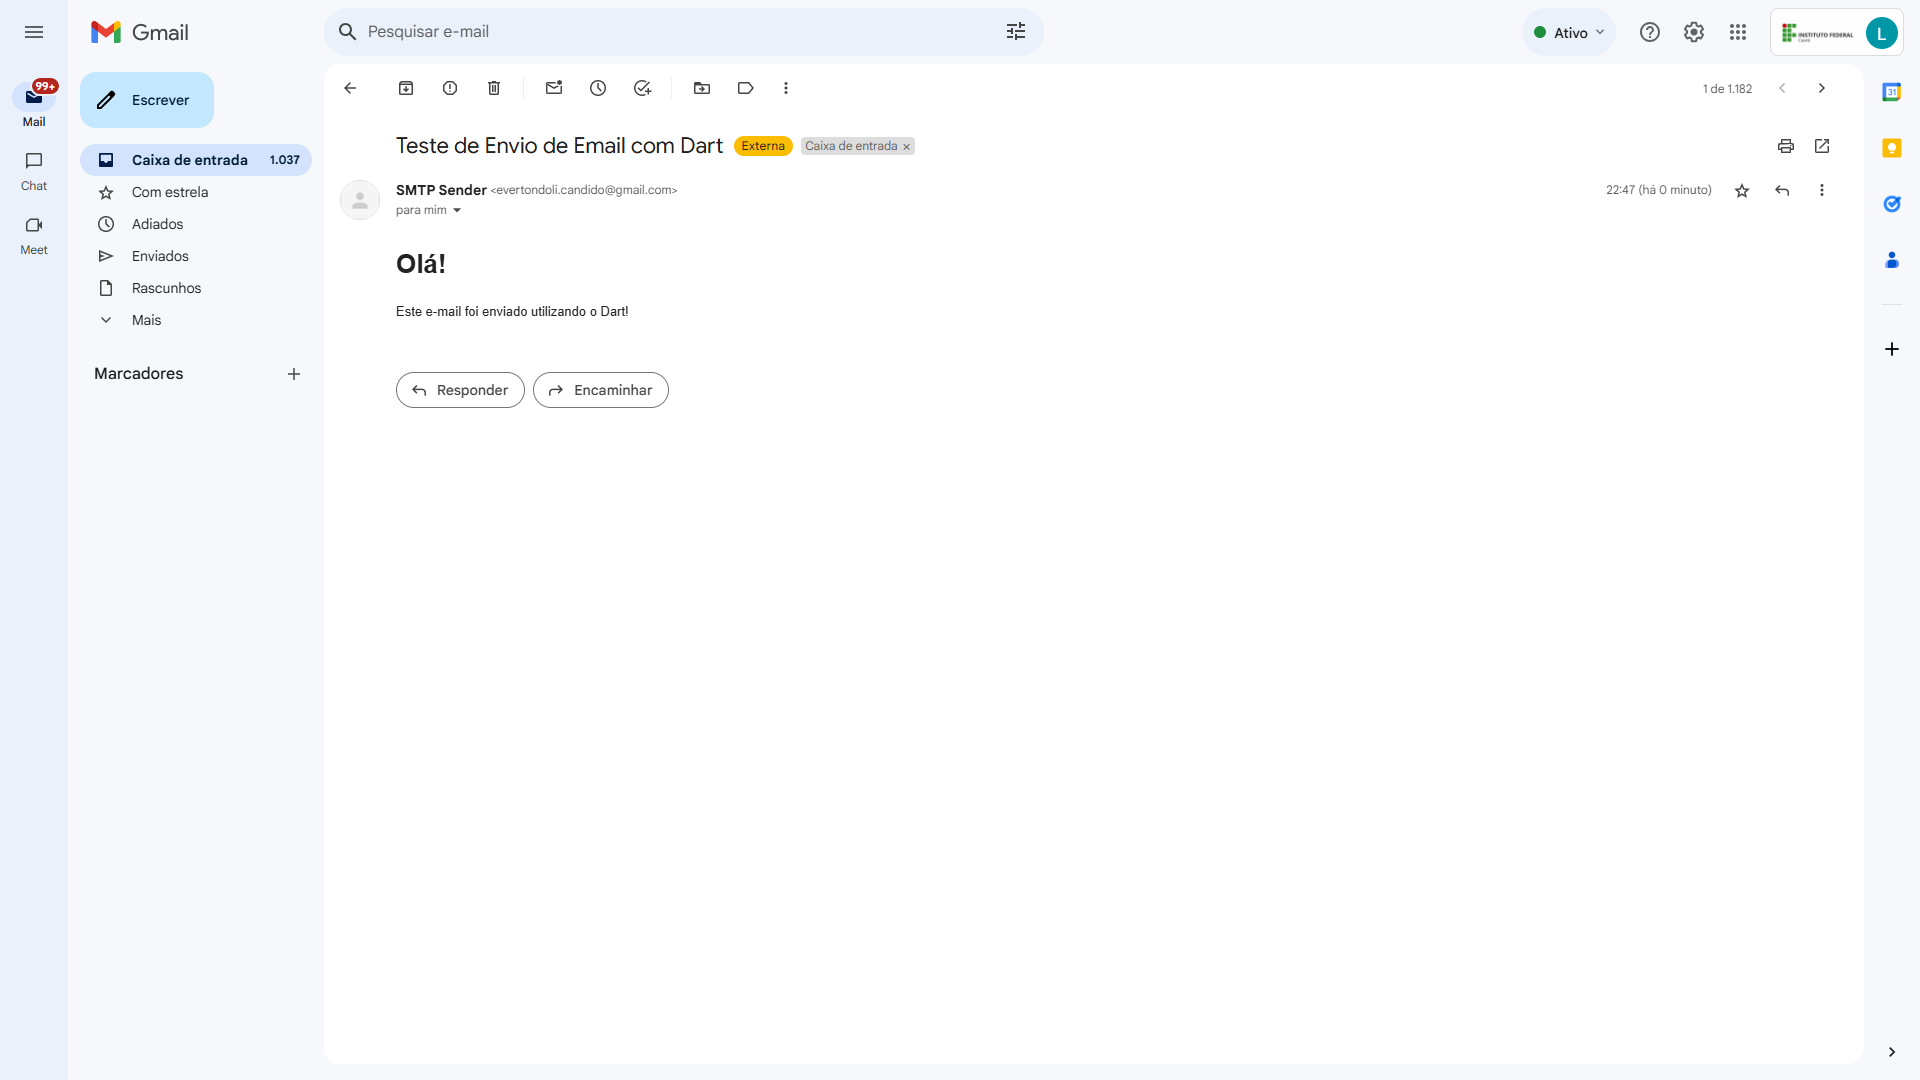 Gmail
Pesquisar e-mail
Ativo
INSTITUTO FEDERAL
Ceará
L
99+
Mail
Chat
Meet
Escrever
Caixa de entrada 1.037
Com estrela
Adiados
Enviados
Rascunhos
Mais
Marcadores
1 de 1.182
Teste de Envio de Email com Dart Externa Caixa de entrada ×
SMTP Sender <evertondoli.candido@gmail.com> 22:47 (há 0 minuto)
para mim
Olá!
Este e-mail foi enviado utilizando o Dart!
Responder Encaminhar
31